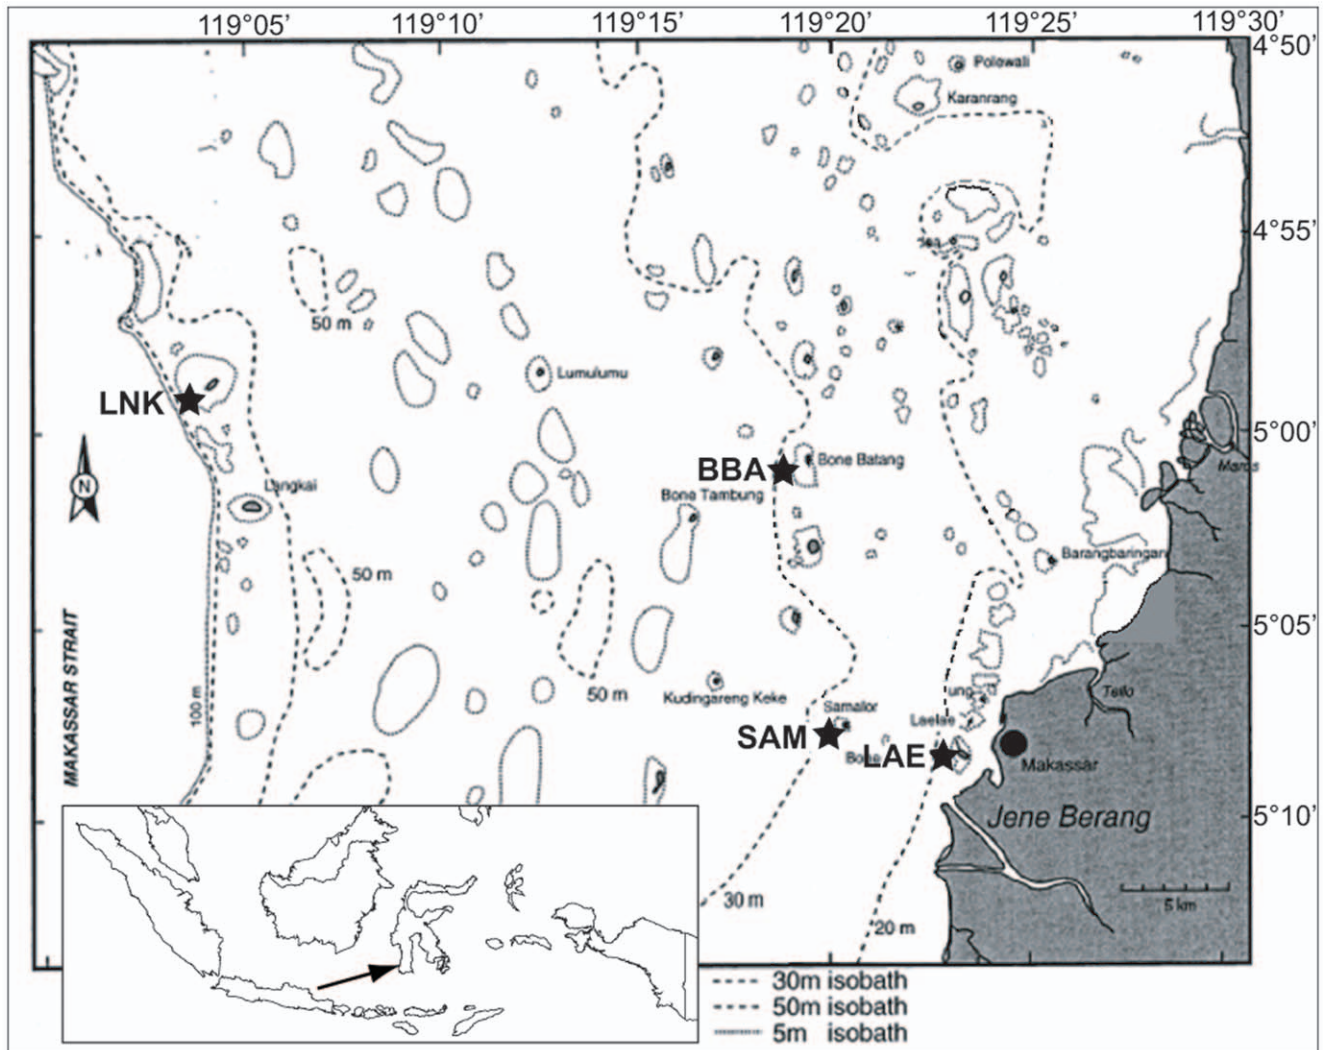 119°05' 119°10' 119°15' 119°20' 119°25' 119°30'
4°50'
Polewali
Karanrang
4°55'
50 m
Lumulumu
LNK
5°00'
BBA Bone Batang
Maros
N
Langkai
Bone Tambung
Barangbaringan
50 m
5°05'
MAKASSAR STRAIT
100 m
50 m
Kudingareng Keke
ung
Tello
Samalor
Laelae
SAM
Bone
LAE
Makassar
Jene Berang
5°10'
30 m
5 km
20 m
30m isobath
50m isobath
5m isobath